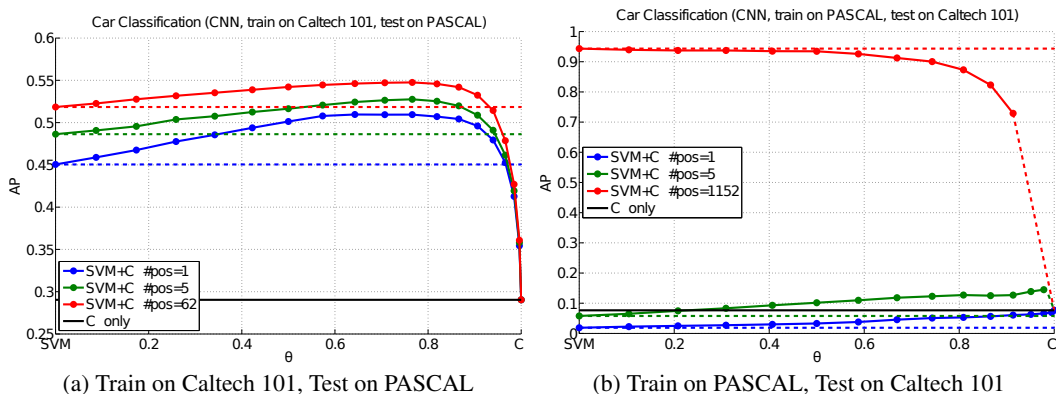 Car Classification (CNN, train on Caltech 101, test on PASCAL)
0.6
0.55
0.5
0.45
0.4
0.35
0.3
0.25
AP
SVM+C #pos=1
SVM+C #pos=5
SVM+C #pos=62
C only
SVM 0.2 0.4 0.6 0.8 C
θ
(a) Train on Caltech 101, Test on PASCAL
Car Classification (CNN, train on PASCAL, test on Caltech 101)
1
0.9
0.8
0.7
0.6
0.5
0.4
0.3
0.2
0.1
0
AP
SVM+C #pos=1
SVM+C #pos=5
SVM+C #pos=1152
C only
SVM 0.2 0.4 0.6 0.8 C
θ
(b) Train on PASCAL, Test on Caltech 101